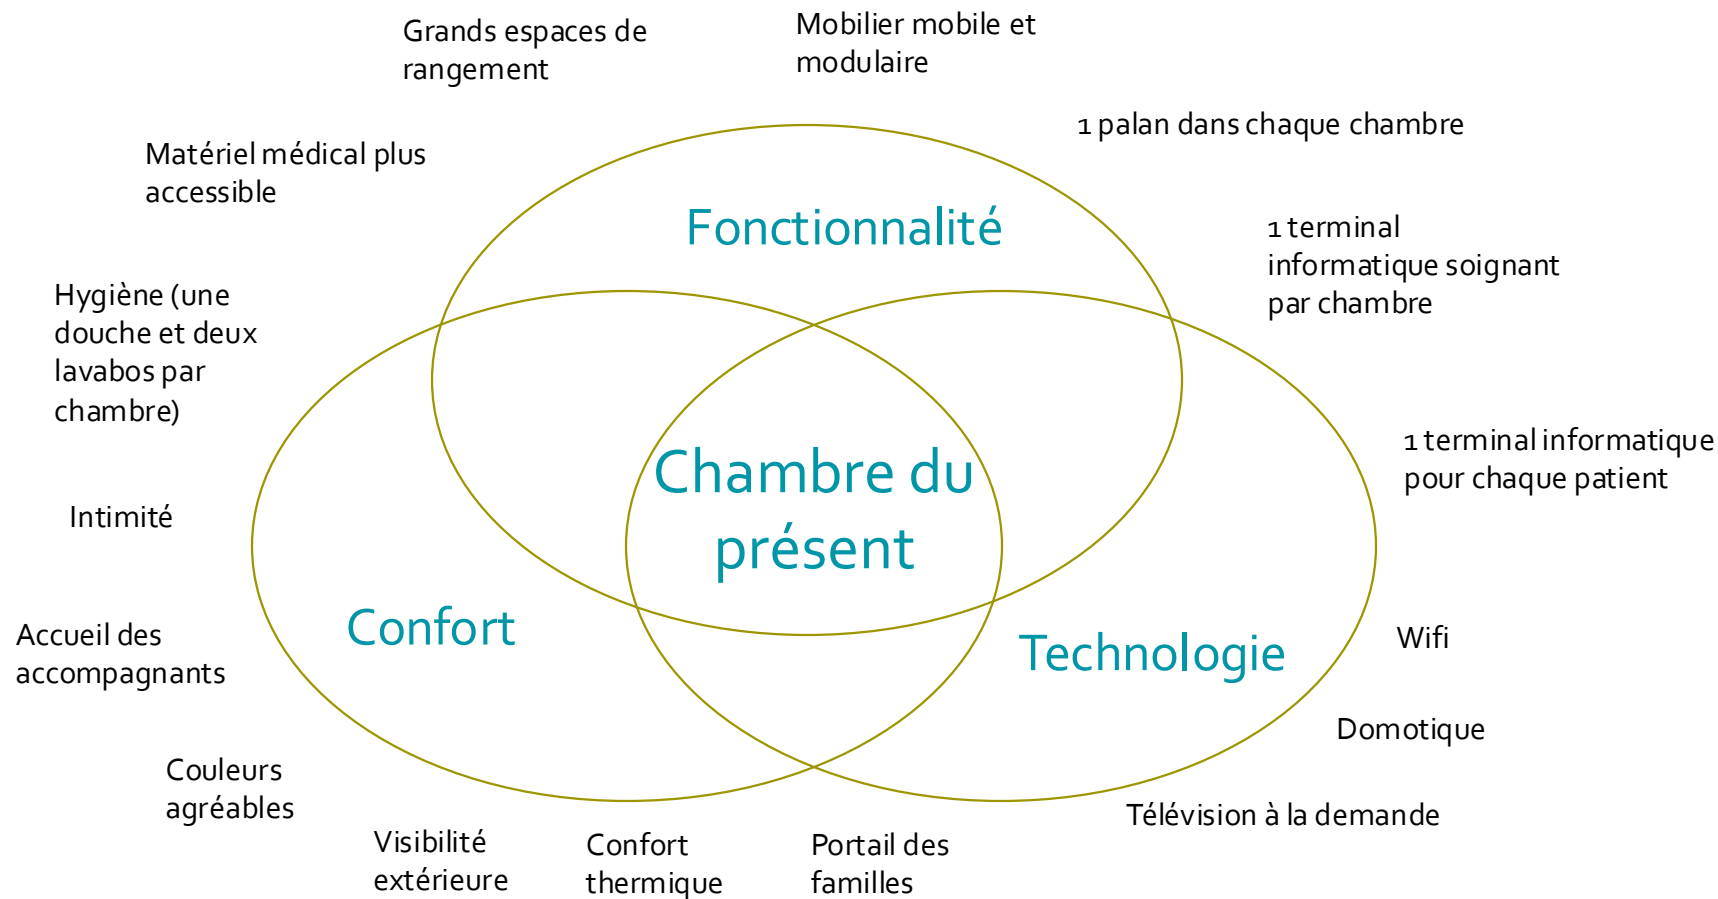 Grands espaces de
rangement
Mobilier mobile et
modulaire
1 palan dans chaque chambre
Matériel médical plus
accessible
Fonctionnalité
1 terminal
informatique soignant
par chambre
Hygiène (une
douche et deux
lavabos par
chambre)
1 terminal informatique
pour chaque patient
Chambre du
présent
Intimité
Confort
Technologie
Accueil des
accompagnants
Wifi
Domotique
Couleurs
agréables
Télévision à la demande
Visibilité
extérieure
Confort
thermique
Portail des
familles